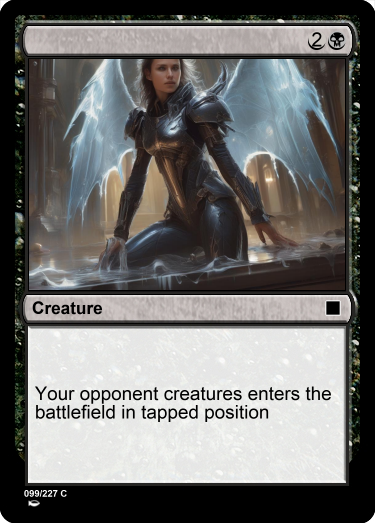 2
Creature
Your opponent creatures enters the
battlefield in tapped position
099/227 C